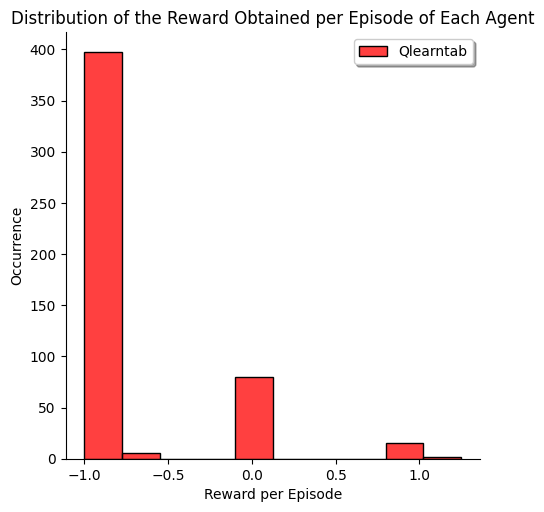 Distribution of the Reward Obtained per Episode of Each Agent
Qlearntab
400
350
300
250
200
150
100
50
0
Occurrence
−1.0 −0.5 0.0 0.5 1.0
Reward per Episode